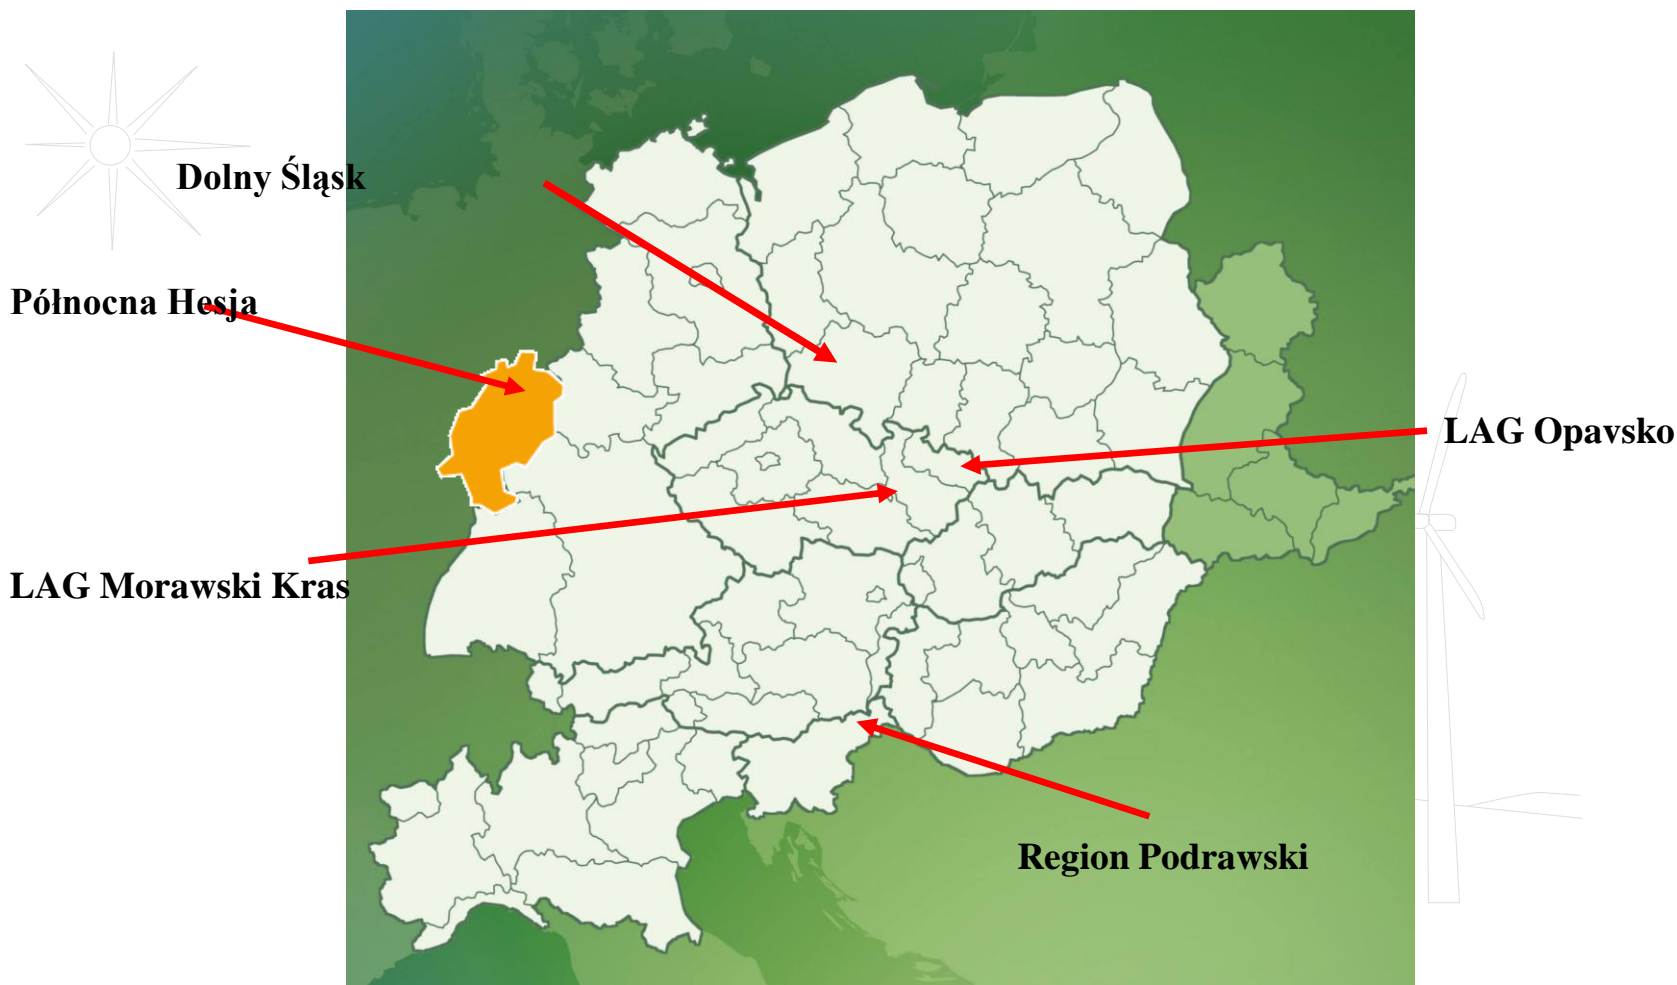 Dolny Śląsk
Północna Hesja
LAG Opavsko
LAG Morawski Kras
Region Podrawski